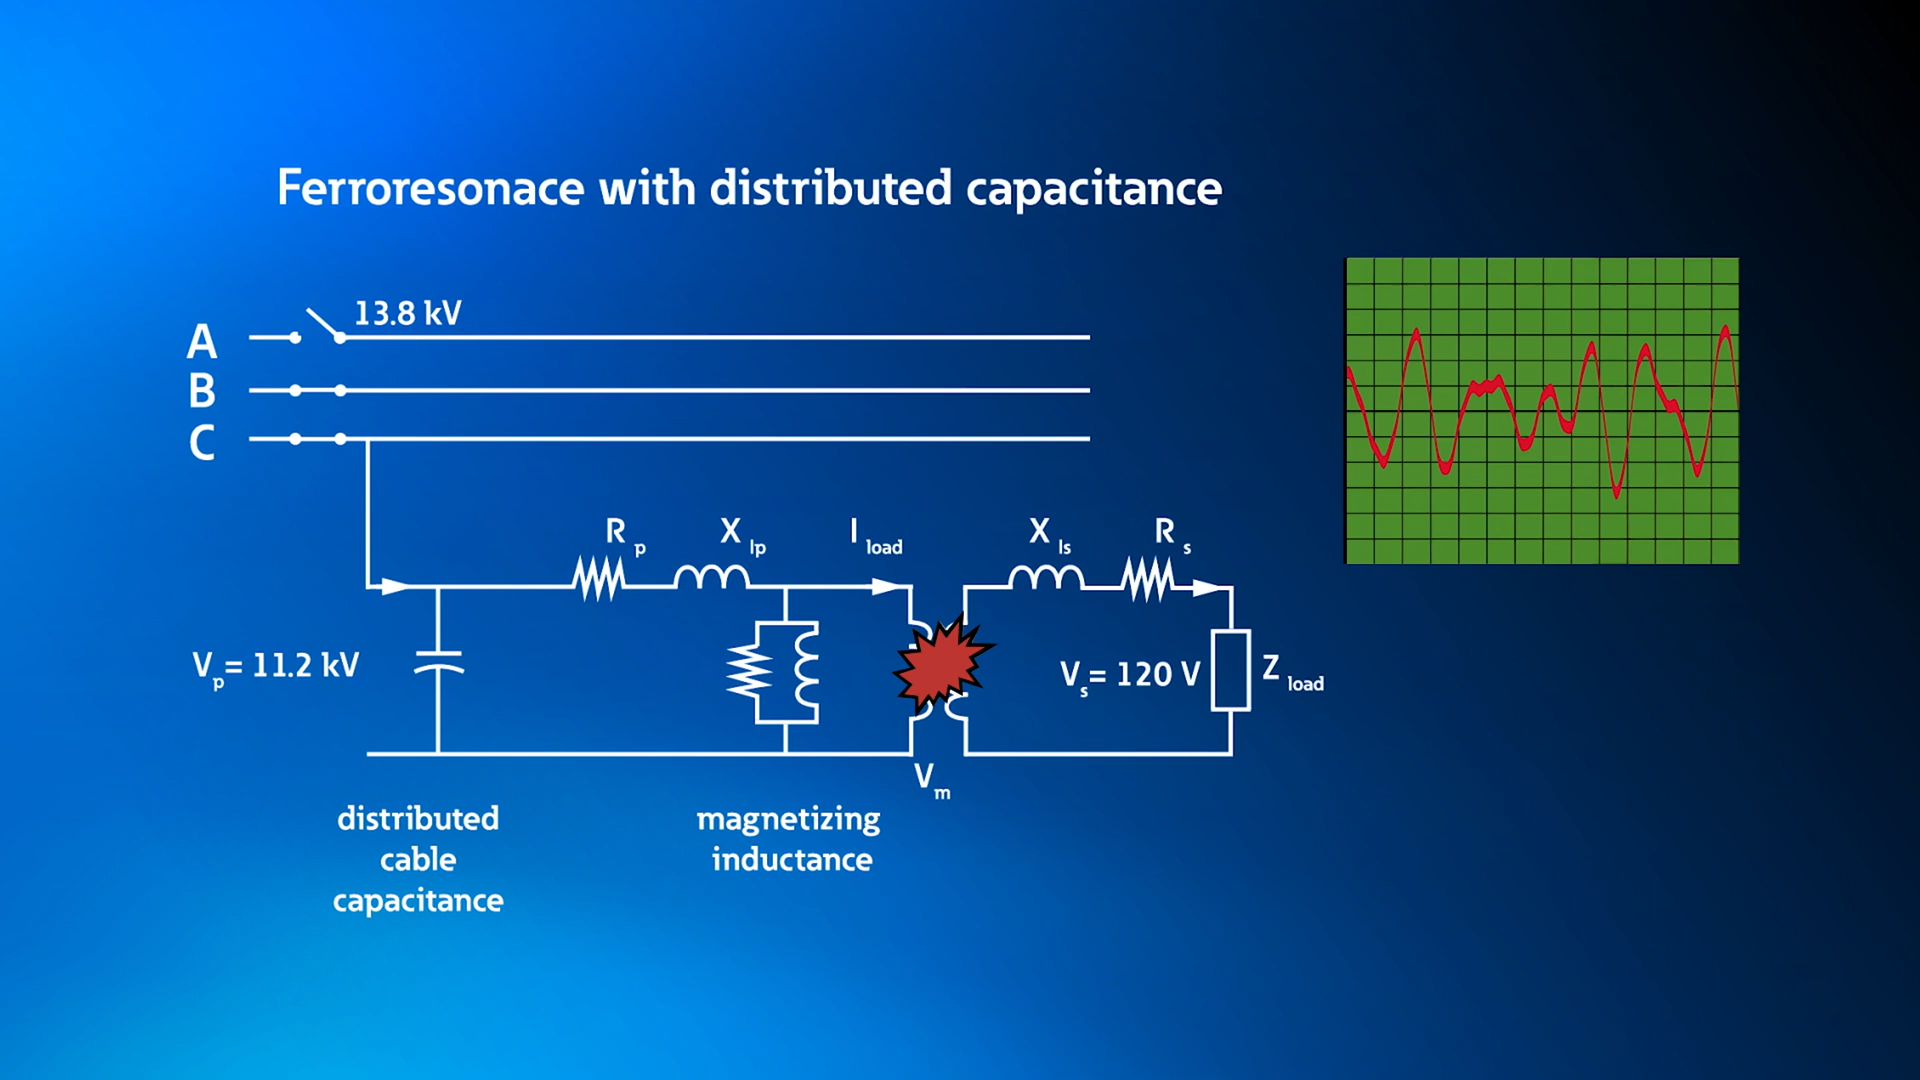 Ferroresonace with distributed capacitance
13.8 kV
A
B
C
R p
X lp
I load
X ls
R s
V p = 11.2 kV
V s = 120 V
Z load
V m
distributed
cable
capacitance
magnetizing
inductance